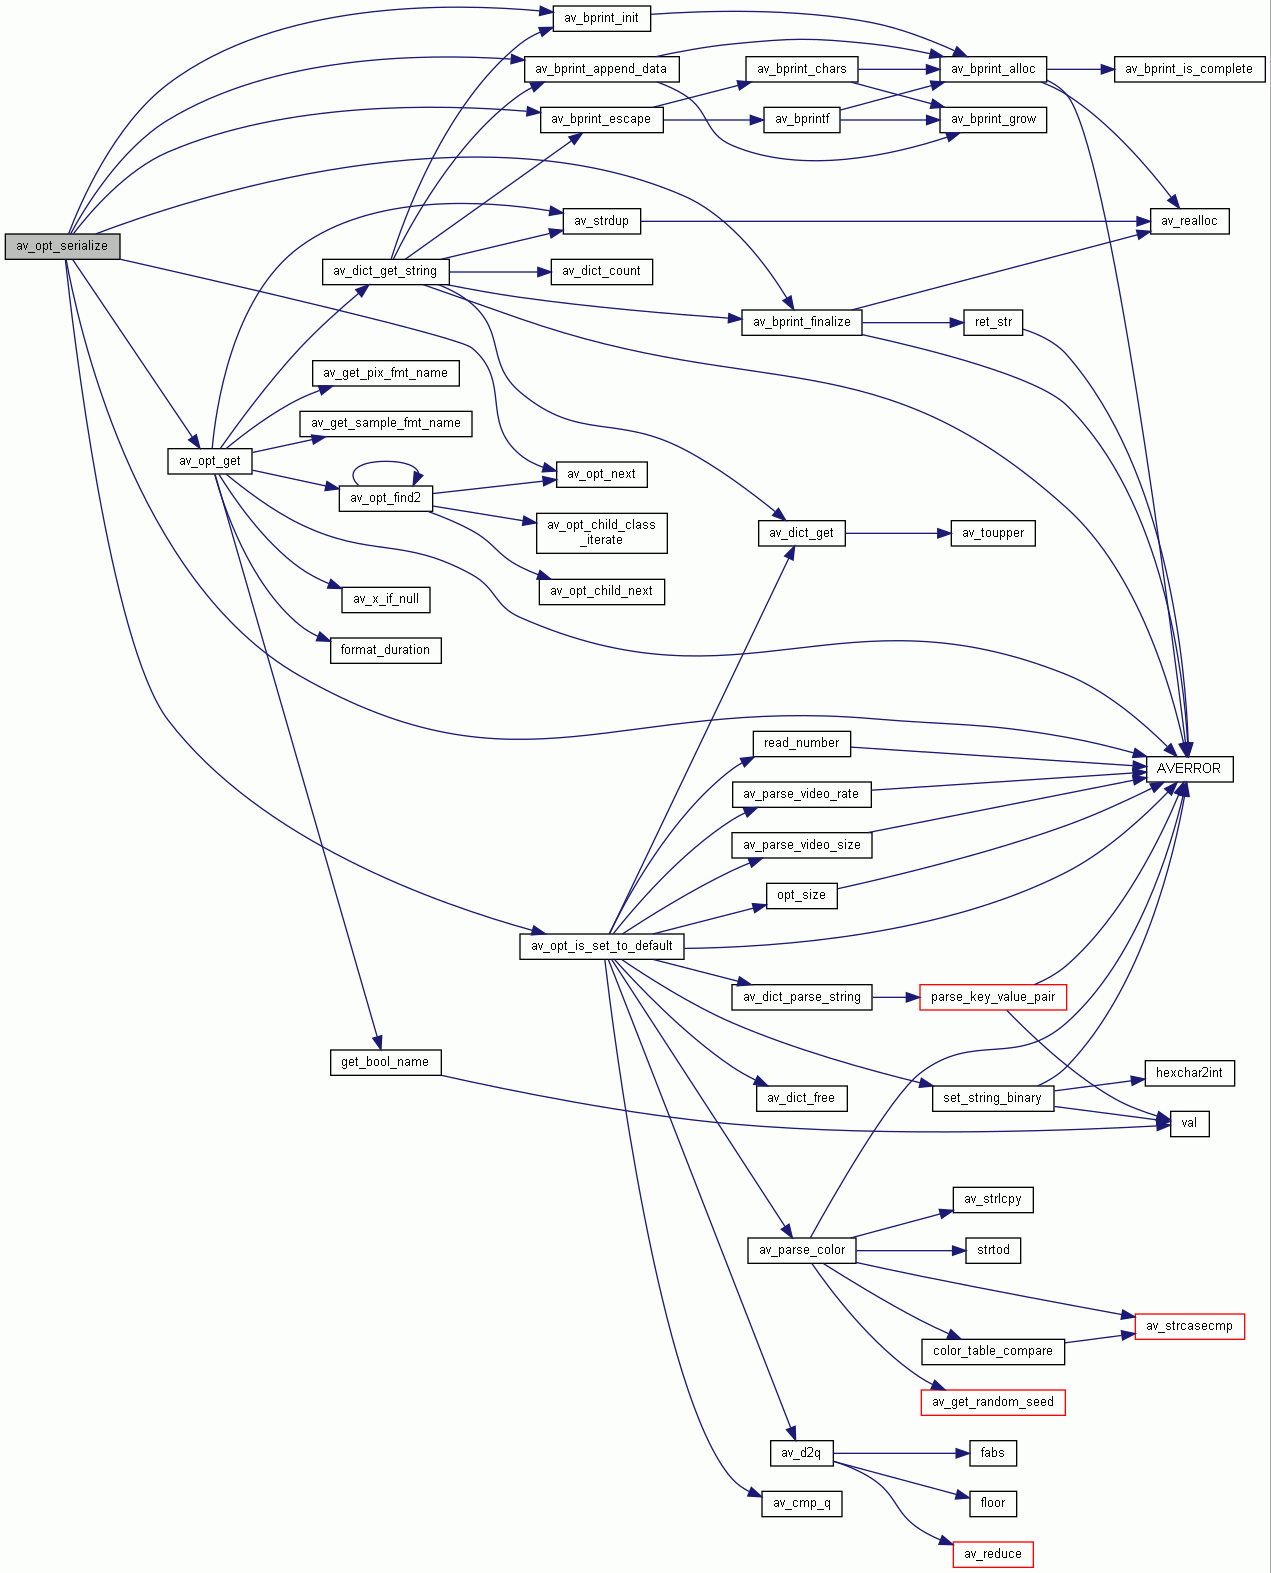 av_bprint_init
av_bprint_append_data
av_bprint_chars
av_bprint_alloc
av_bprint_is_complete
av_bprint_escape
av_bprintf
av_bprint_grow
av_strdup
av_realloc
av_opt_serialize
av_dict_get_string
av_dict_count
av_bprint_finalize
ret_str
av_get_pix_fmt_name
av_get_sample_fmt_name
av_opt_get
av_opt_next
av_opt_find2
av_opt_child_class
_iterate
av_dict_get
av_toupper
av_opt_child_next
av_x_if_null
format_duration
read_number
AVERROR
av_parse_video_rate
av_parse_video_size
opt_size
av_opt_is_set_to_default
av_dict_parse_string
parse_key_value_pair
get_bool_name
hexchar2int
av_dict_free
set_string_binary
val
av_strlcpy
av_parse_color
strtod
av_strcasecmp
color_table_compare
av_get_random_seed
av_d2q
fabs
av_cmp_q
floor
av_reduce